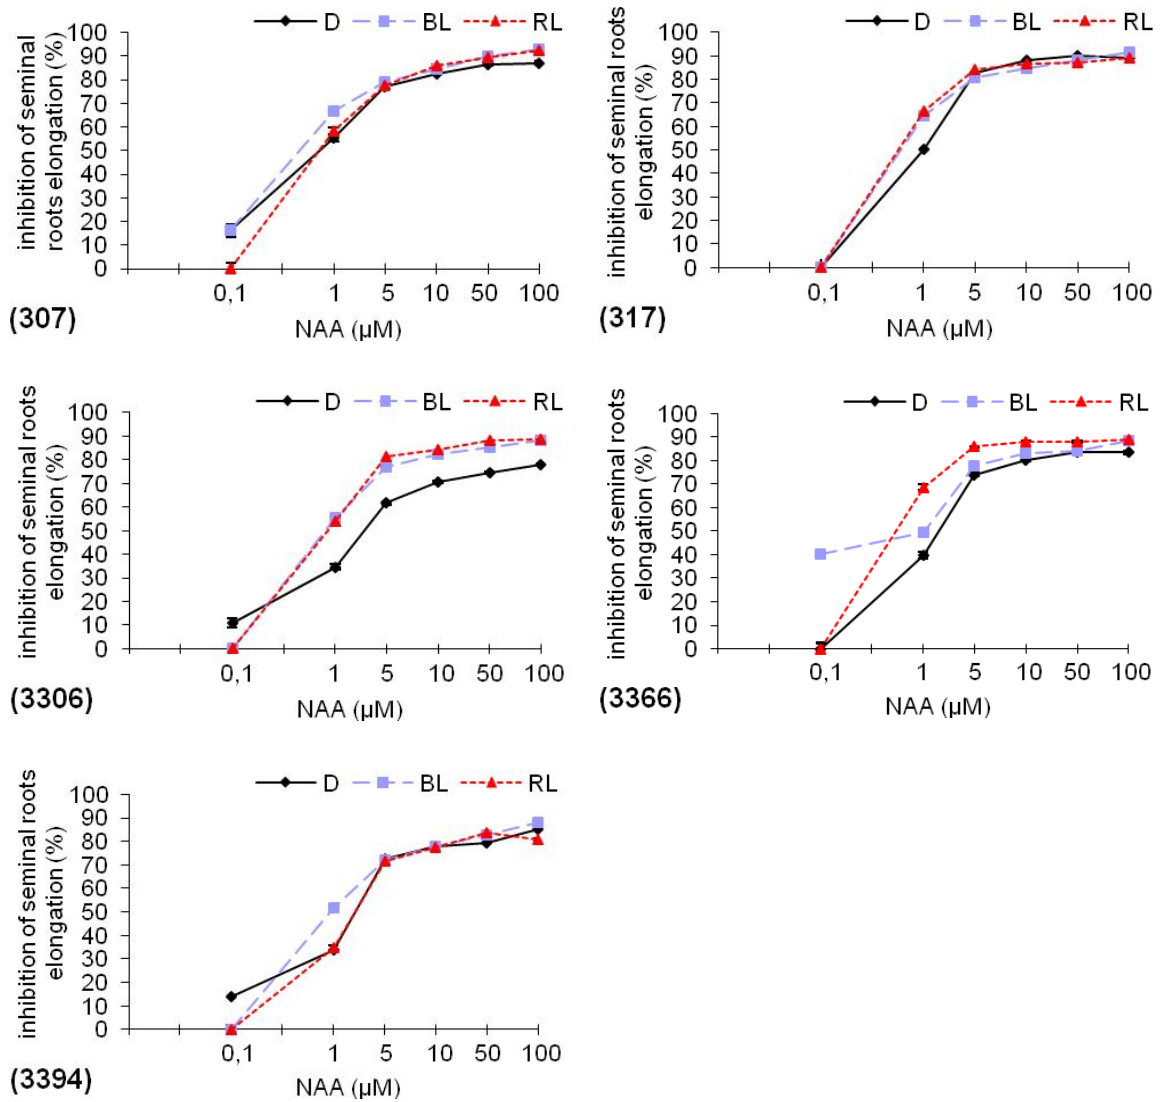 D BL RL
inhibition of seminal
roots elongation (%)
100
90
80
70
60
50
40
30
20
10
0
0,1 1 5 10 50 100
NAA (µM)
(307)
D BL RL
inhibition of seminal roots
elongation (%)
100
90
80
70
60
50
40
30
20
10
0
0,1 1 5 10 50 100
NAA (µM)
(317)
D BL RL
inhibition of seminal roots
elongation (%)
100
90
80
70
60
50
40
30
20
10
0
0,1 1 5 10 50 100
NAA (µM)
(3306)
D BL RL
inhibition of seminal roots
elongation (%)
100
90
80
70
60
50
40
30
20
10
0
0,1 1 5 10 50 100
NAA (µM)
(3366)
D BL RL
inhibition of seminal roots
elongation (%)
100
90
80
70
60
50
40
30
20
10
0
0,1 1 5 10 50 100
NAA (µM)
(3394)